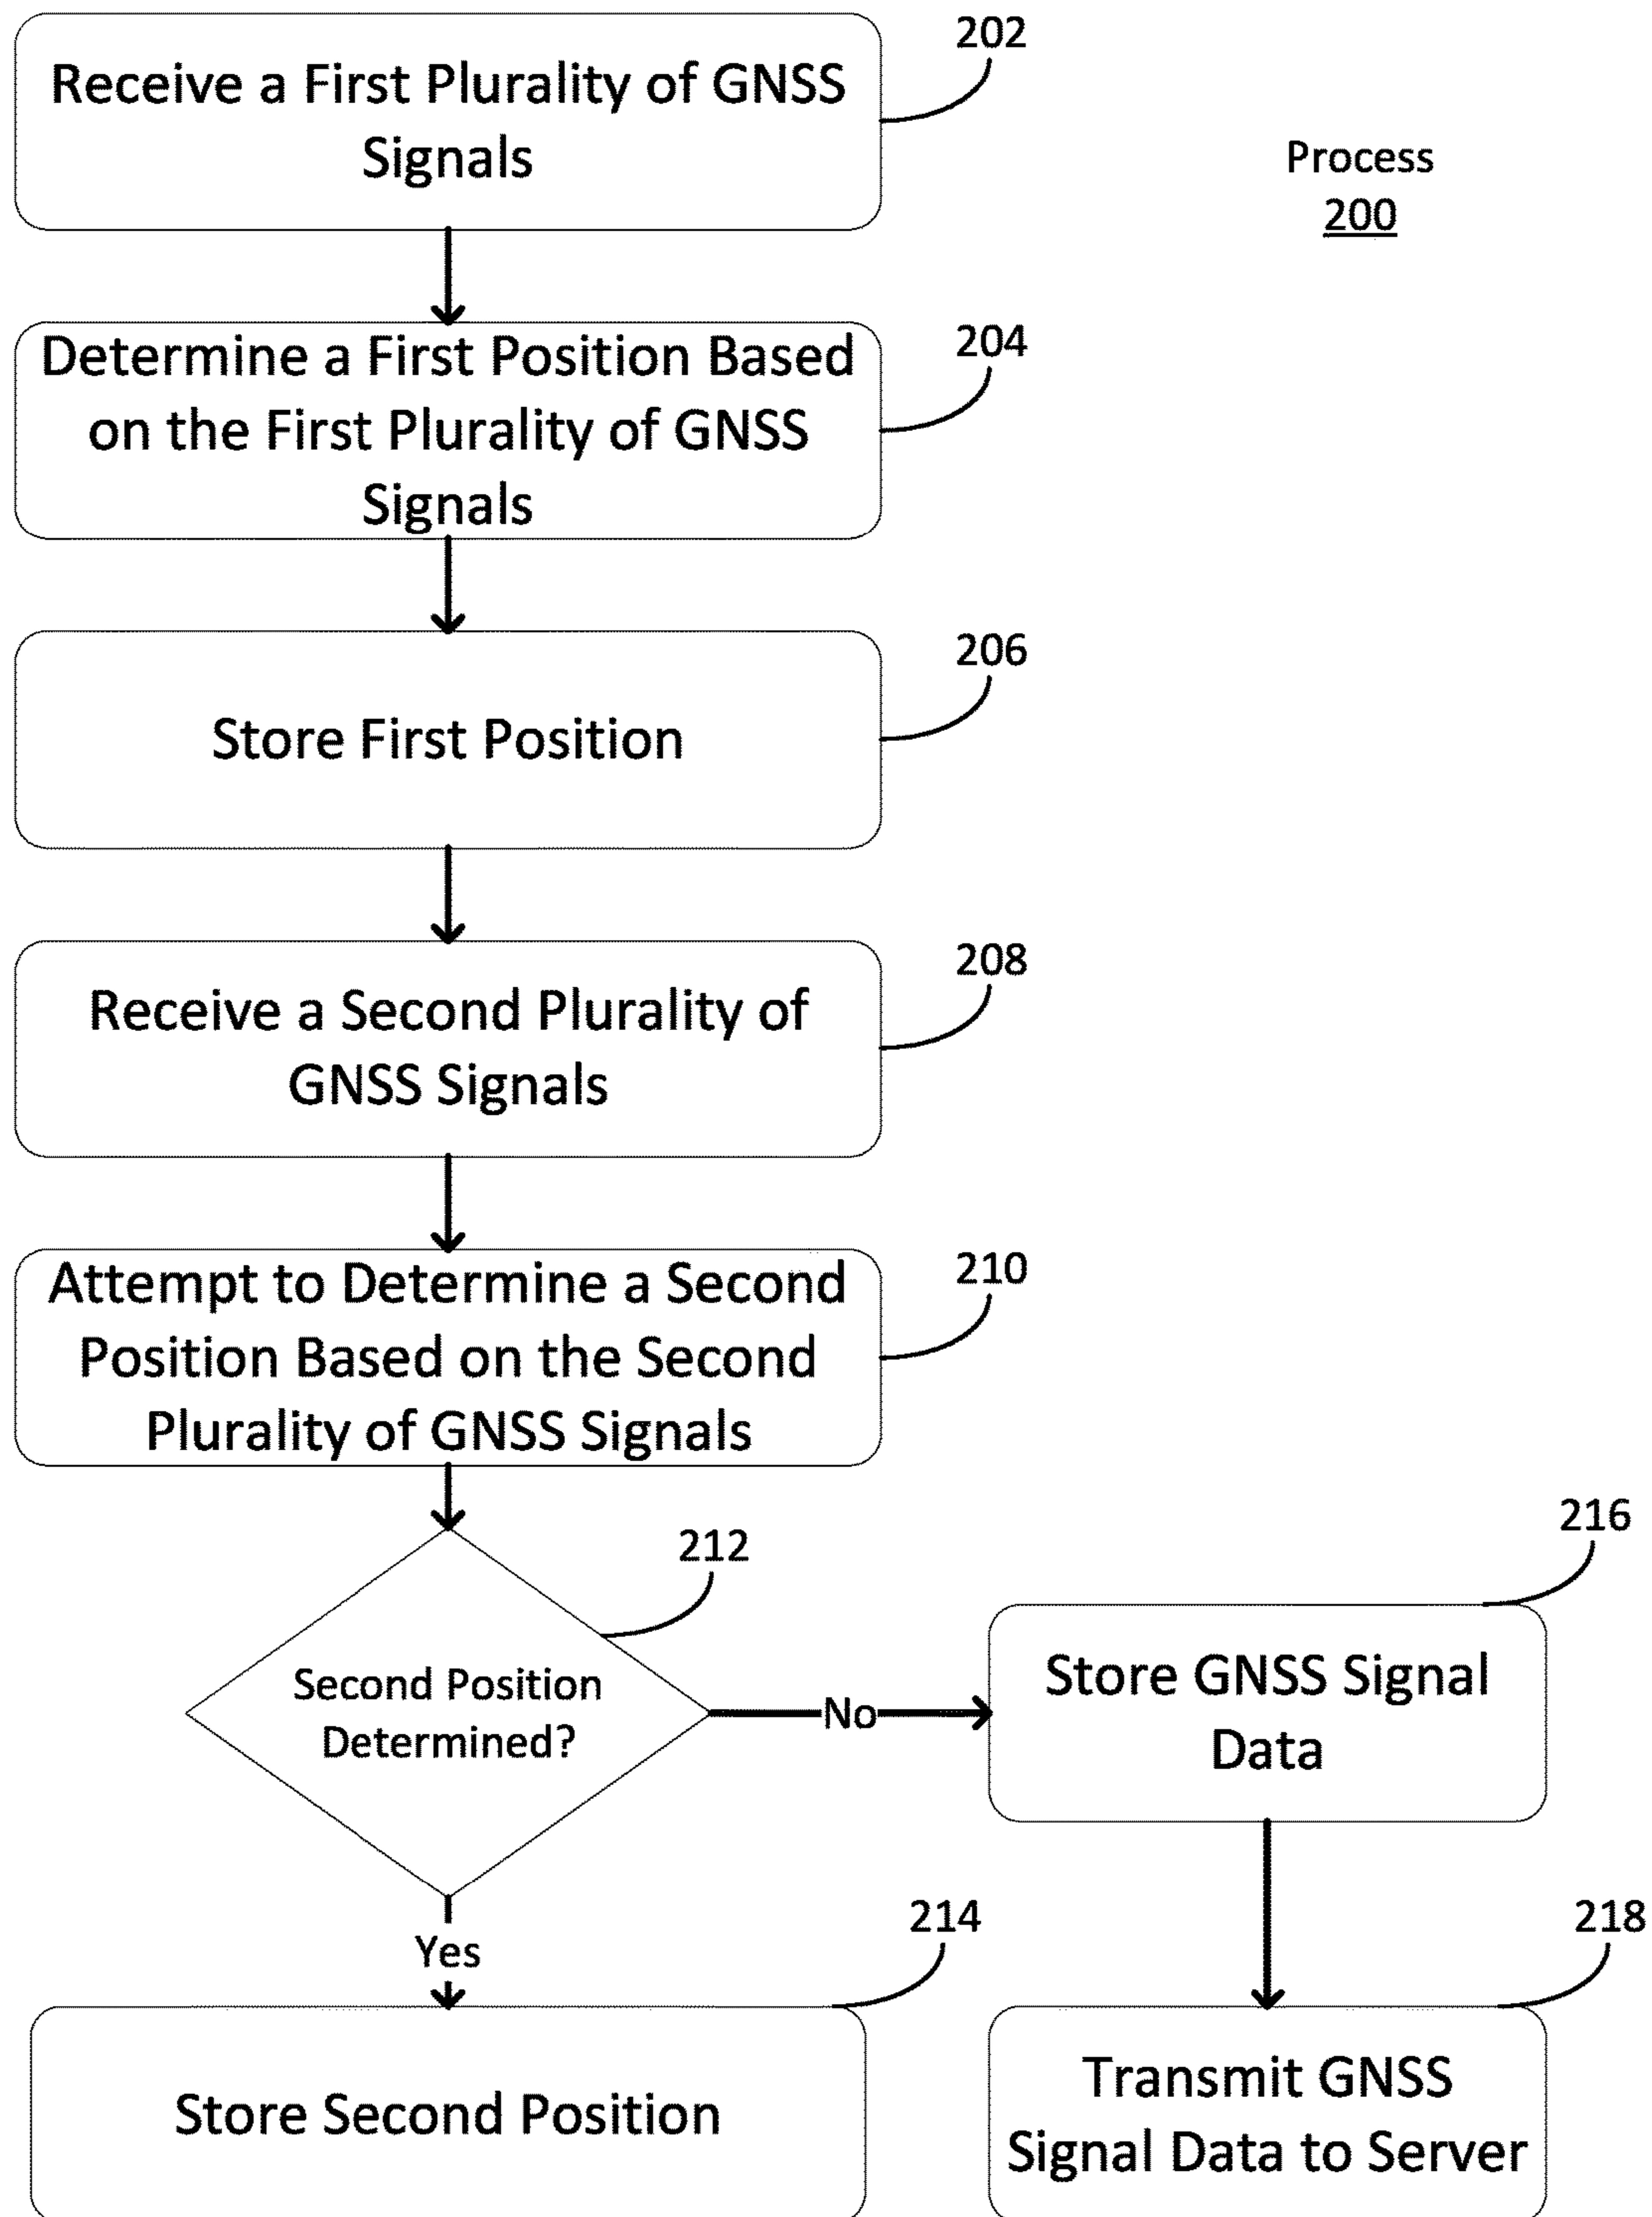 202
Receive a First Plurality of GNSS
Signals
Process
200
204
Determine a First Position Based
on the First Plurality of GNSS
Signals
206
Store First Position
208
Receive a Second Plurality of
GNSS Signals
210
Attempt to Determine a Second
Position Based on the Second
Plurality of GNSS Signals
212
Second Position
Determined?
No
216
Store GNSS Signal
Data
Yes
214
Store Second Position
218
Transmit GNSS
Signal Data to Server